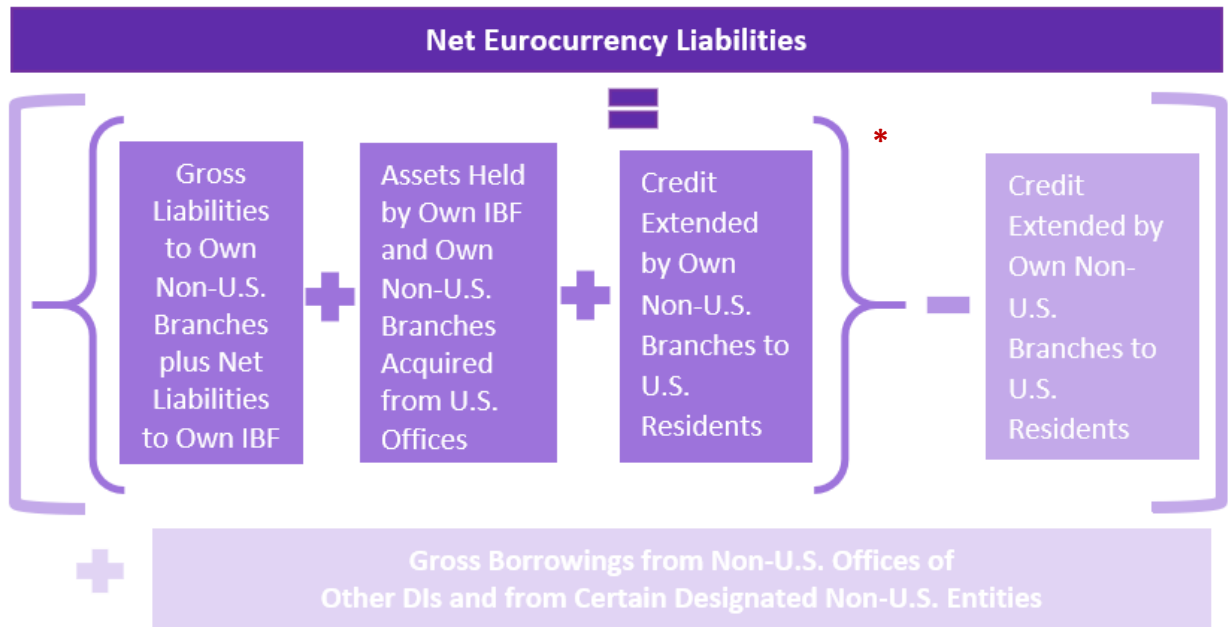 Net Eurocurrency Liabilities
=
{
Gross
Liabilities
to Own
Non-U.S.
Branches
plus Net
Liabilities
to Own IBF
+
Assets Held
by Own IBF
and Own
Non-U.S.
Branches
Acquired
from U.S.
Offices
+
Credit
Extended
by Own
Non-U.S.
Branches to
U.S.
Residents
}
*
-
Credit
Extended by
Own Non-
U.S.
Branches to
U.S.
Residents
+
Gross Borrowings from Non-U.S. Offices of
Other DIs and from Certain Designated Non-U.S. Entities